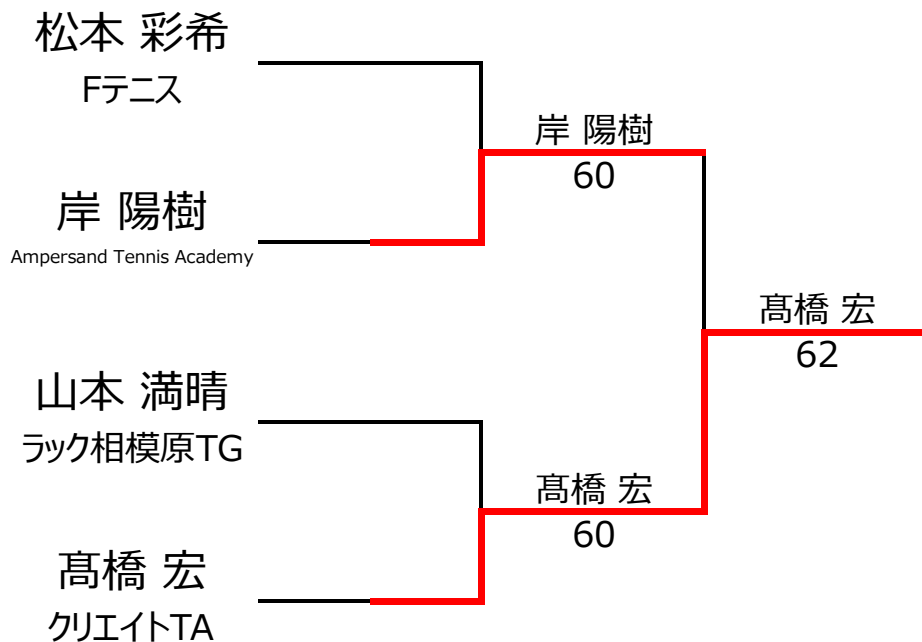 松本 彩希
Fテニス
岸 陽樹
60
岸 陽樹
Ampersand Tennis Academy
髙橋 宏
62
山本 満晴
ラック相模原TG
髙橋 宏
60
髙橋 宏
クリエイトTA